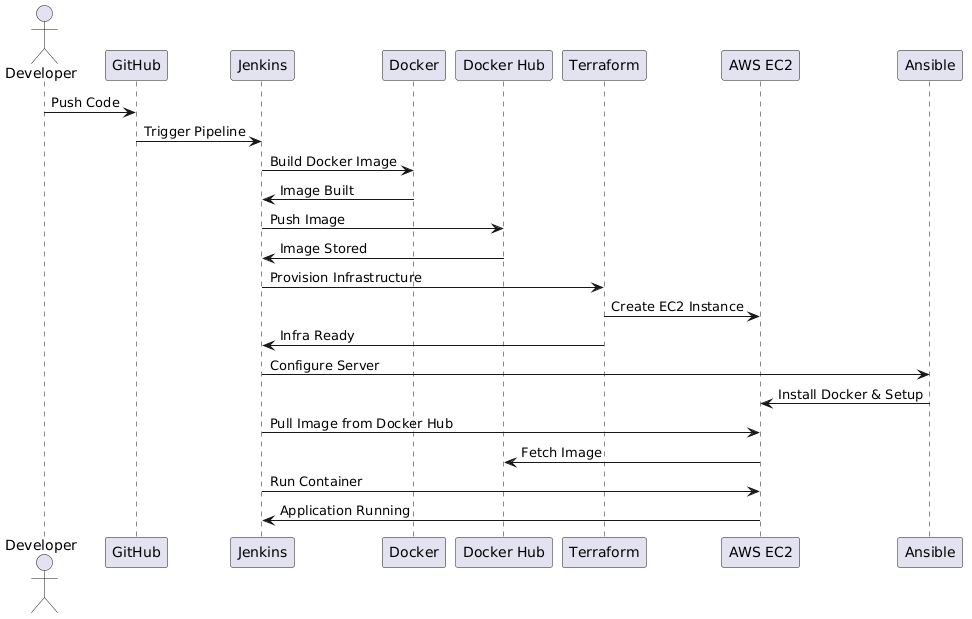 Developer
GitHub
Jenkins
Docker
Docker Hub
Terraform
AWS EC2
Ansible
Push Code
Trigger Pipeline
Build Docker Image
Image Built
Push Image
Image Stored
Provision Infrastructure
Create EC2 Instance
Infra Ready
Configure Server
Install Docker & Setup
Pull Image from Docker Hub
Fetch Image
Run Container
Application Running
Developer
GitHub
Jenkins
Docker
Docker Hub
Terraform
AWS EC2
Ansible